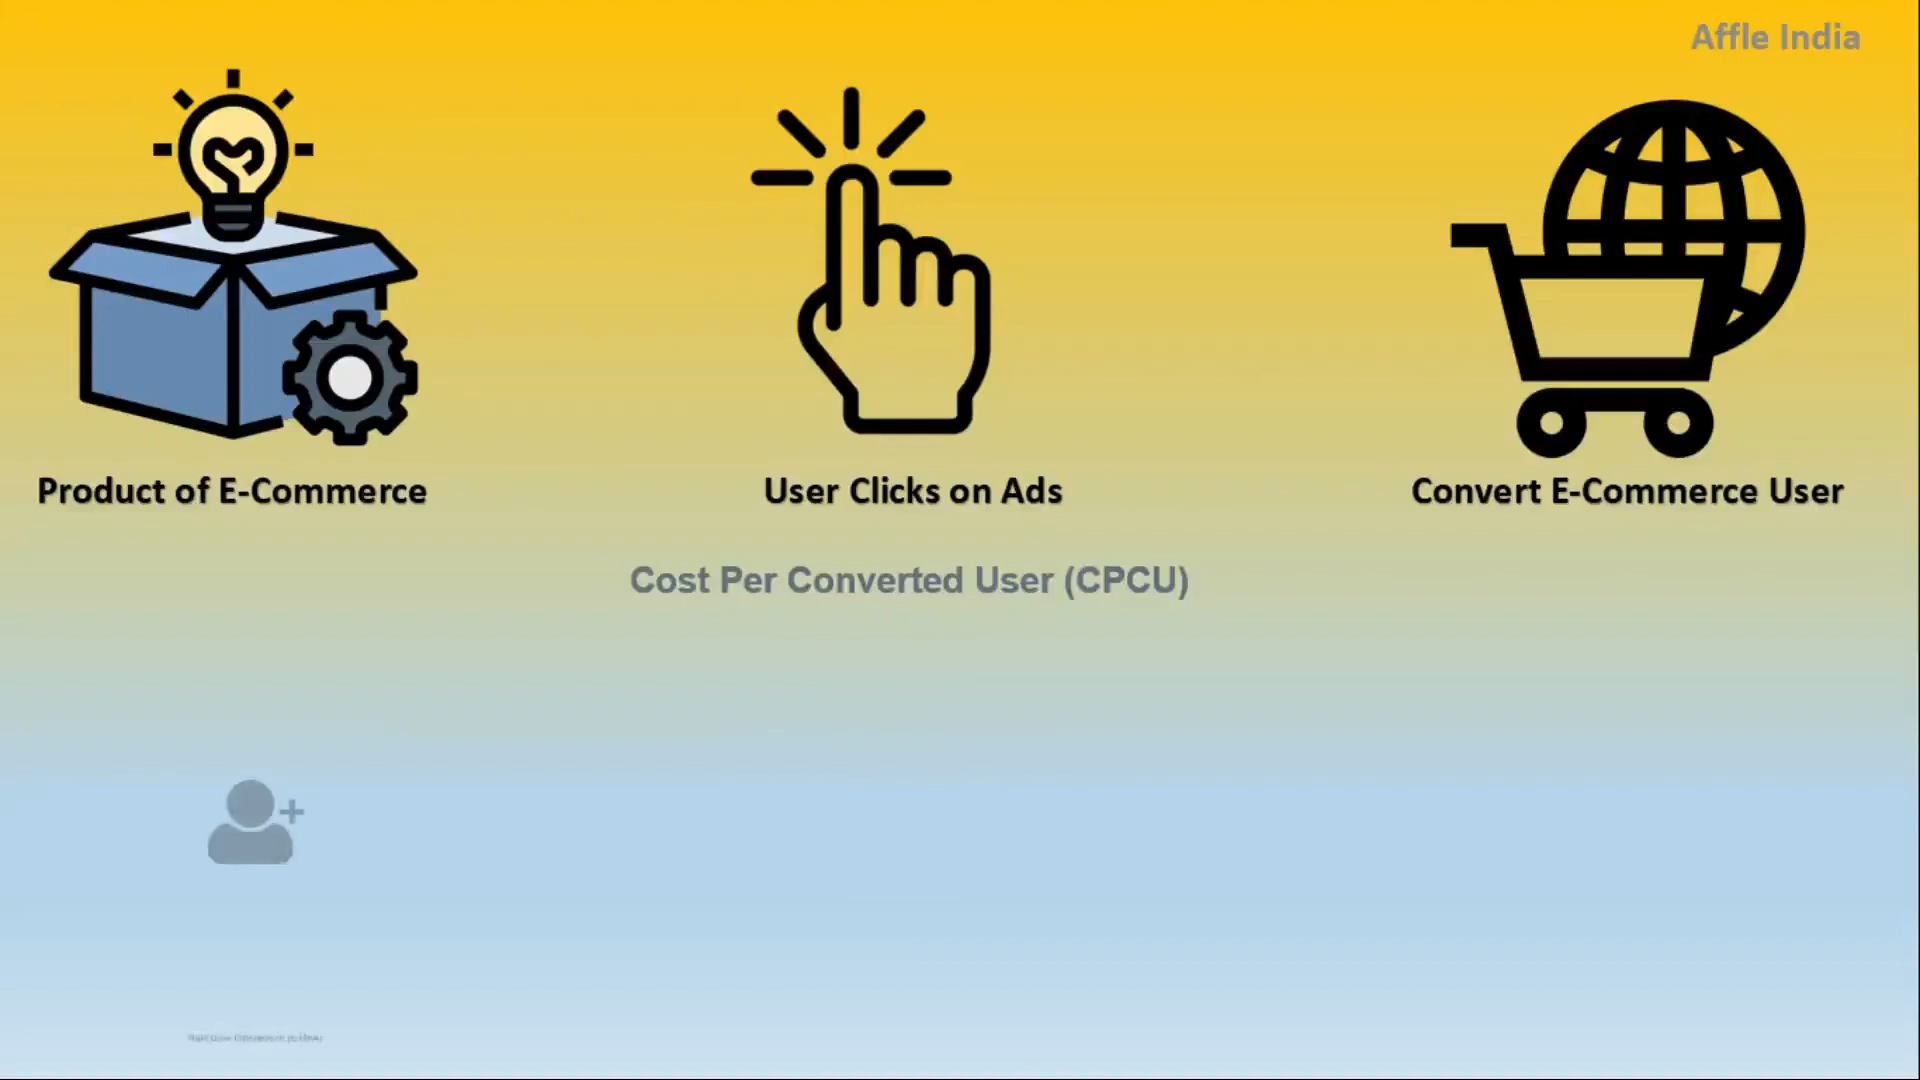 Affle India
Product of E-Commerce
User Clicks on Ads
Convert E-Commerce User
Cost Per Converted User (CPCU)